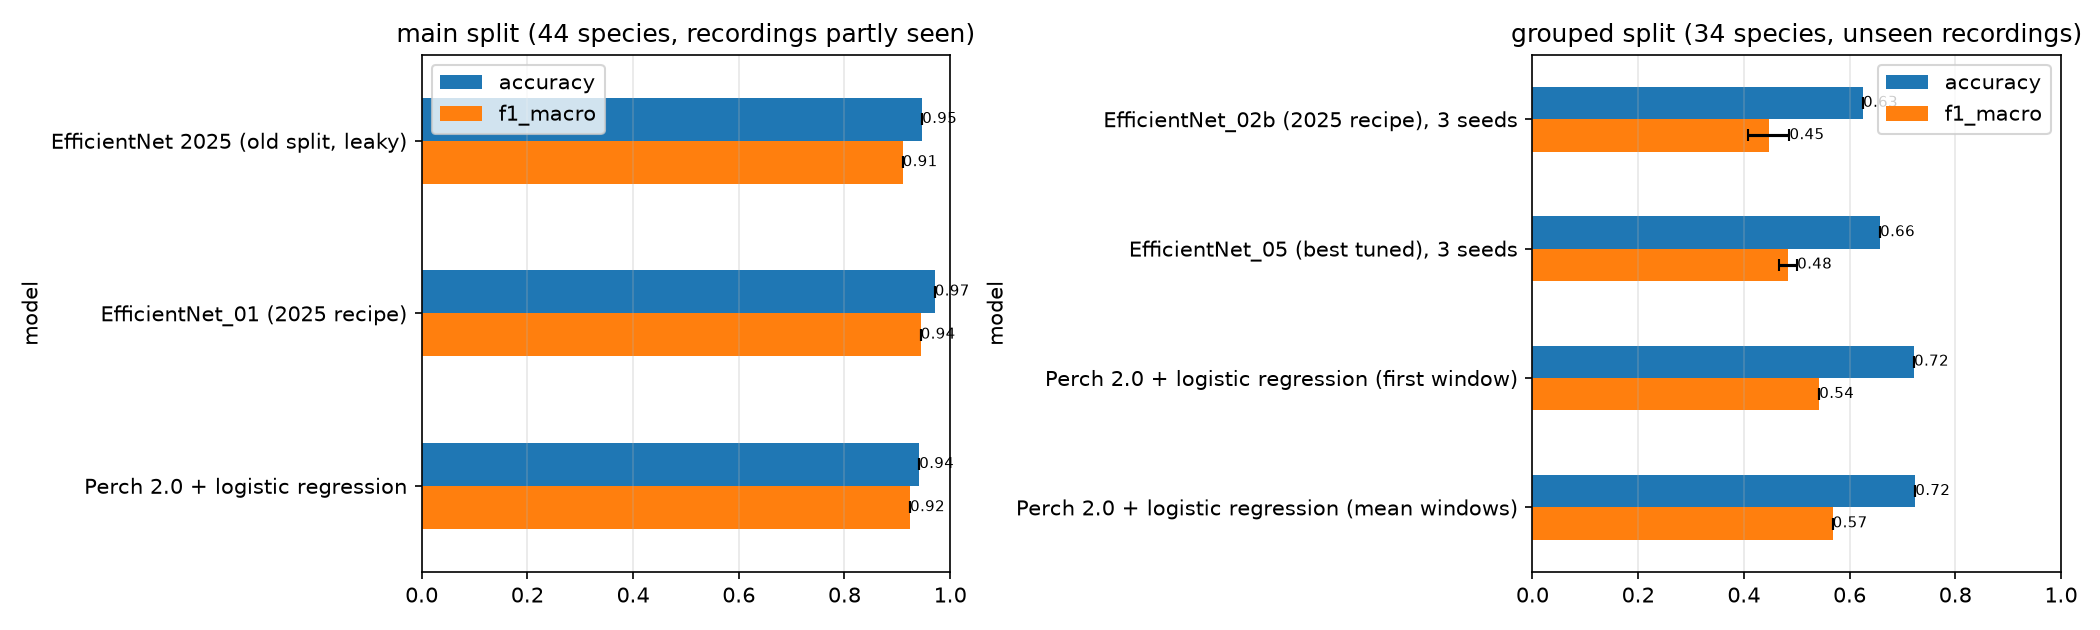 main split (44 species, recordings partly seen)
accuracy
f1_macro
model
EfficientNet 2025 (old split, leaky)
0.95
0.91
EfficientNet_01 (2025 recipe)
0.97
0.94
Perch 2.0 + logistic regression
0.94
0.92
0.0 0.2 0.4 0.6 0.8 1.0
grouped split (34 species, unseen recordings)
accuracy
f1_macro
model
EfficientNet_02b (2025 recipe), 3 seeds
0.63
0.45
EfficientNet_05 (best tuned), 3 seeds
0.66
0.48
Perch 2.0 + logistic regression (first window)
0.72
0.54
Perch 2.0 + logistic regression (mean windows)
0.72
0.57
0.0 0.2 0.4 0.6 0.8 1.0